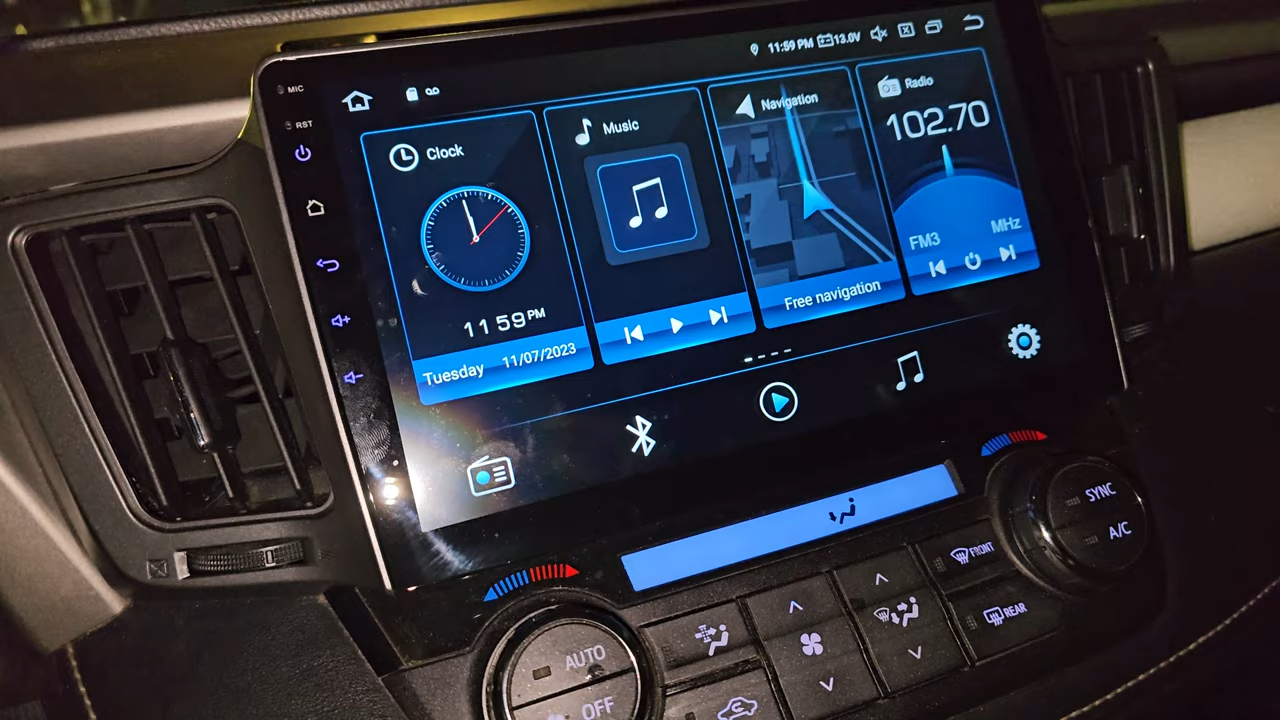 MIC
RST
11:59 PM 13.0V
Clock
11 59 PM
Tuesday 11/07/2023
Music
Navigation
Free navigation
Radio
102.70
FM3 MHz
SYNC
A/C
FRONT
REAR
AUTO
OFF